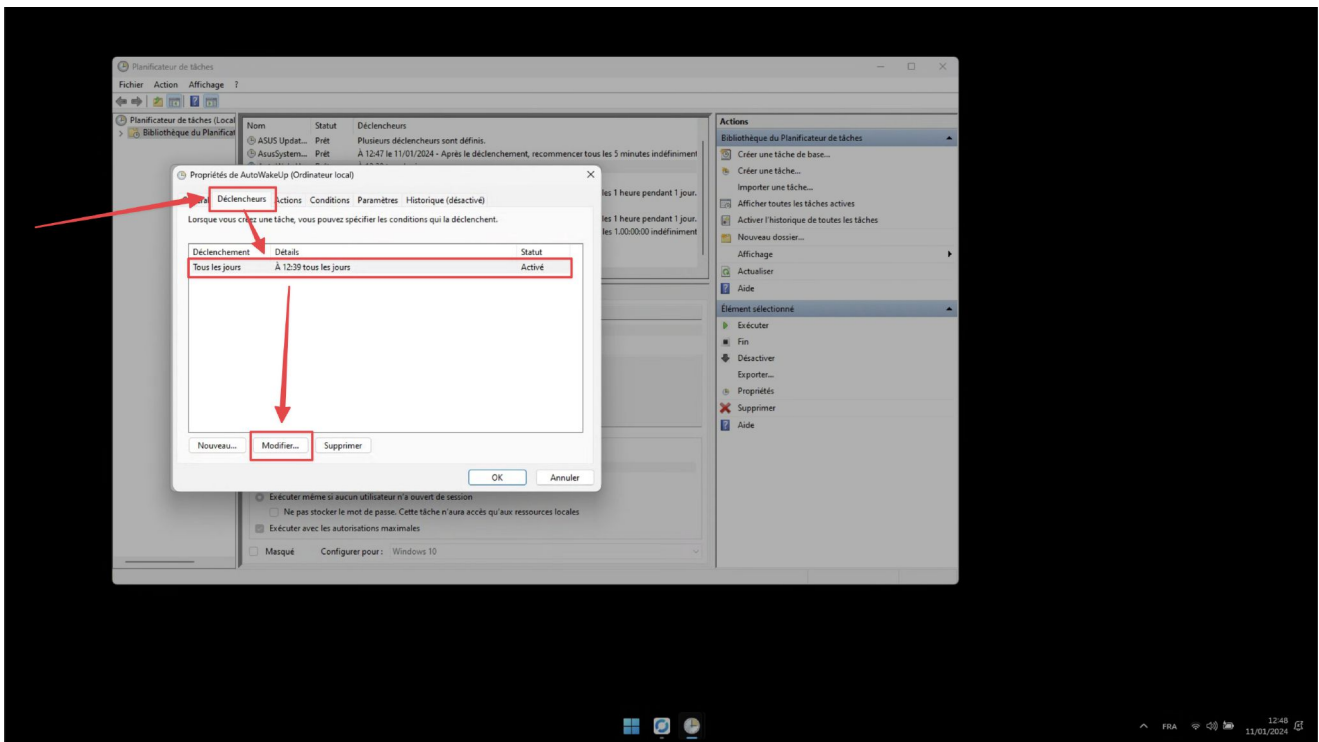 Planificateur de tâches
Fichier Action Affichage ?
Planificateur de tâches (Local
Bibliothèque du Planificat
Nom Statut Déclencheurs
ASUS Updat... Prêt Plusieurs déclencheurs sont définis.
AsusSystem... Prêt À 12:47 le 11/01/2024 - Après le déclenchement, recommencer tous les 5 minutes indéfiniment
les 1 heure pendant 1 jour.
les 1 heure pendant 1 jour.
les 1.00:00:00 indéfiniment
Propriétés de AutoWakeUp (Ordinateur local)
Déclencheurs Actions Conditions Paramètres Historique (désactivé)
Lorsque vous créez une tâche, vous pouvez spécifier les conditions qui la déclenchent.
Déclenchement Détails Statut
Tous les jours À 12:39 tous les jours Activé
Nouveau... Modifier... Supprimer
OK Annuler
Exécuter même si aucun utilisateur n'a ouvert de session
Ne pas stocker le mot de passe. Cette tâche n'aura accès qu'aux ressources locales
Exécuter avec les autorisations maximales
Masqué Configurer pour : Windows 10
Actions
Bibliothèque du Planificateur de tâches
Créer une tâche de base...
Créer une tâche...
Importer une tâche...
Afficher toutes les tâches actives
Activer l'historique de toutes les tâches
Nouveau dossier...
Affichage
Actualiser
Aide
Élément sélectionné
Exécuter
Fin
Désactiver
Exporter...
Propriétés
Supprimer
Aide
FRA
12:48
11/01/2024